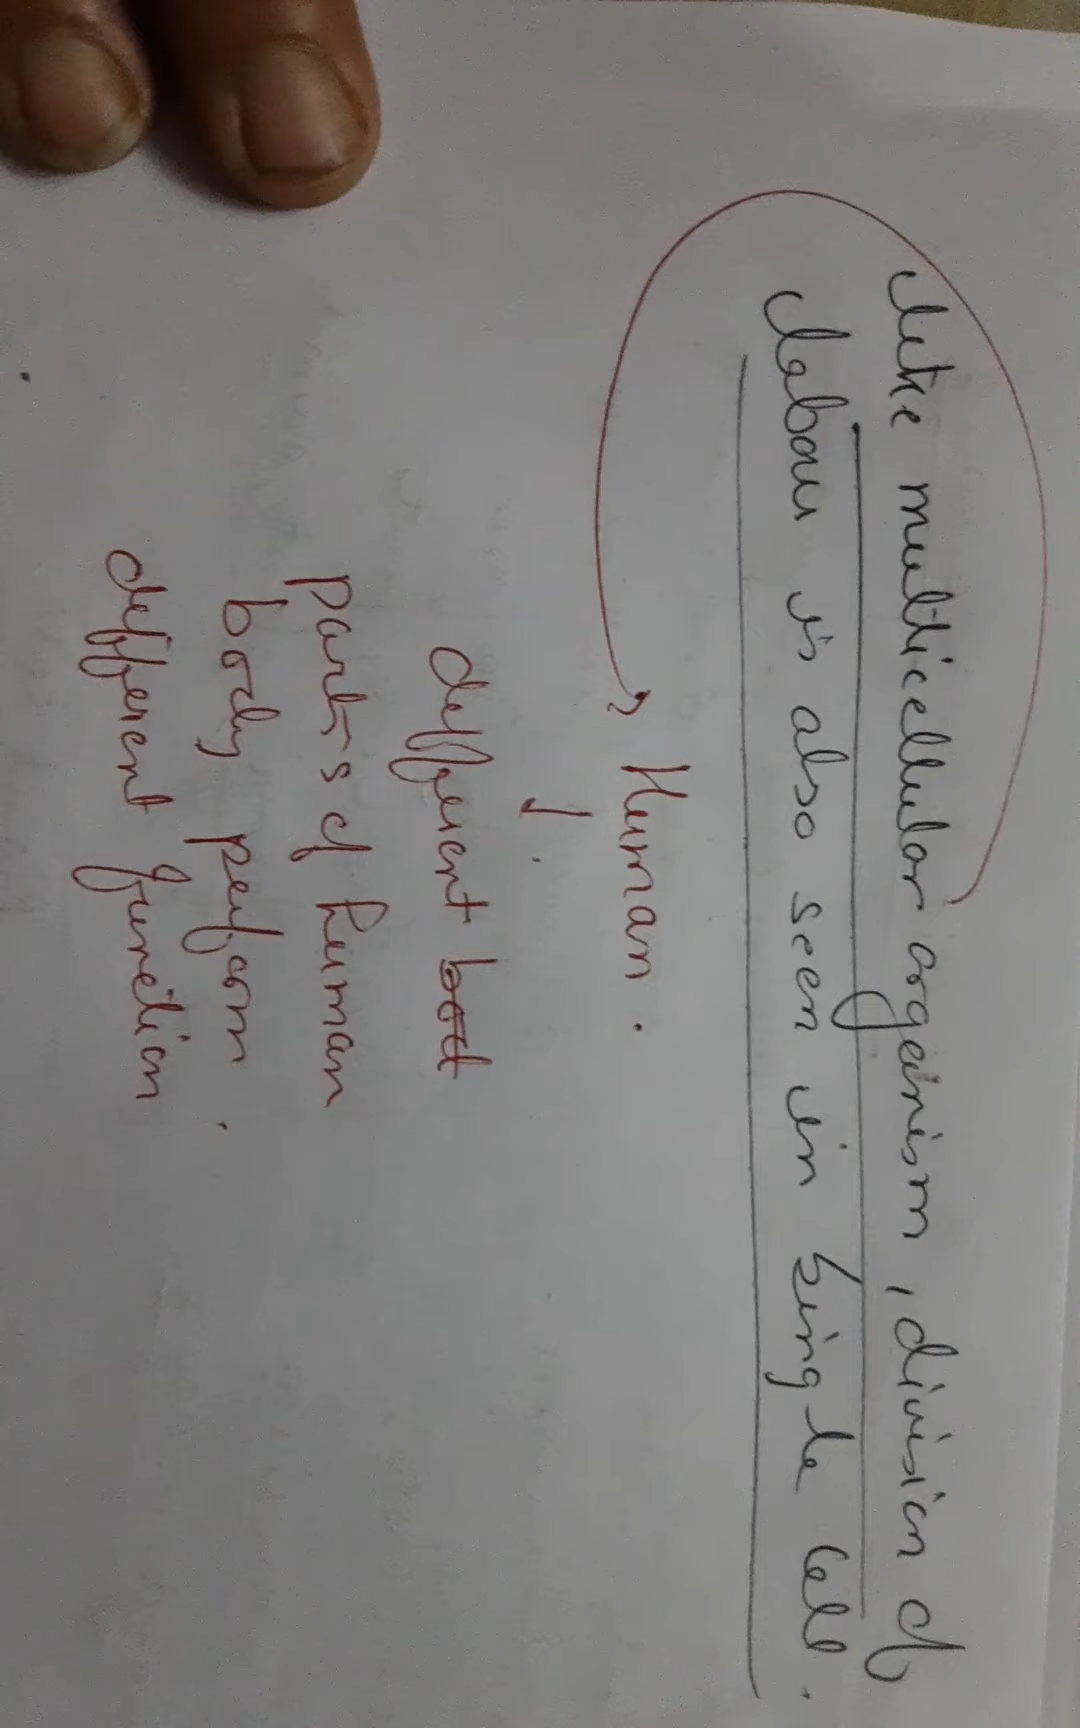 Like multicellular organism, division of
Labour is also seen in single cell.
Human.
different bod
parts of human
body perform
different function